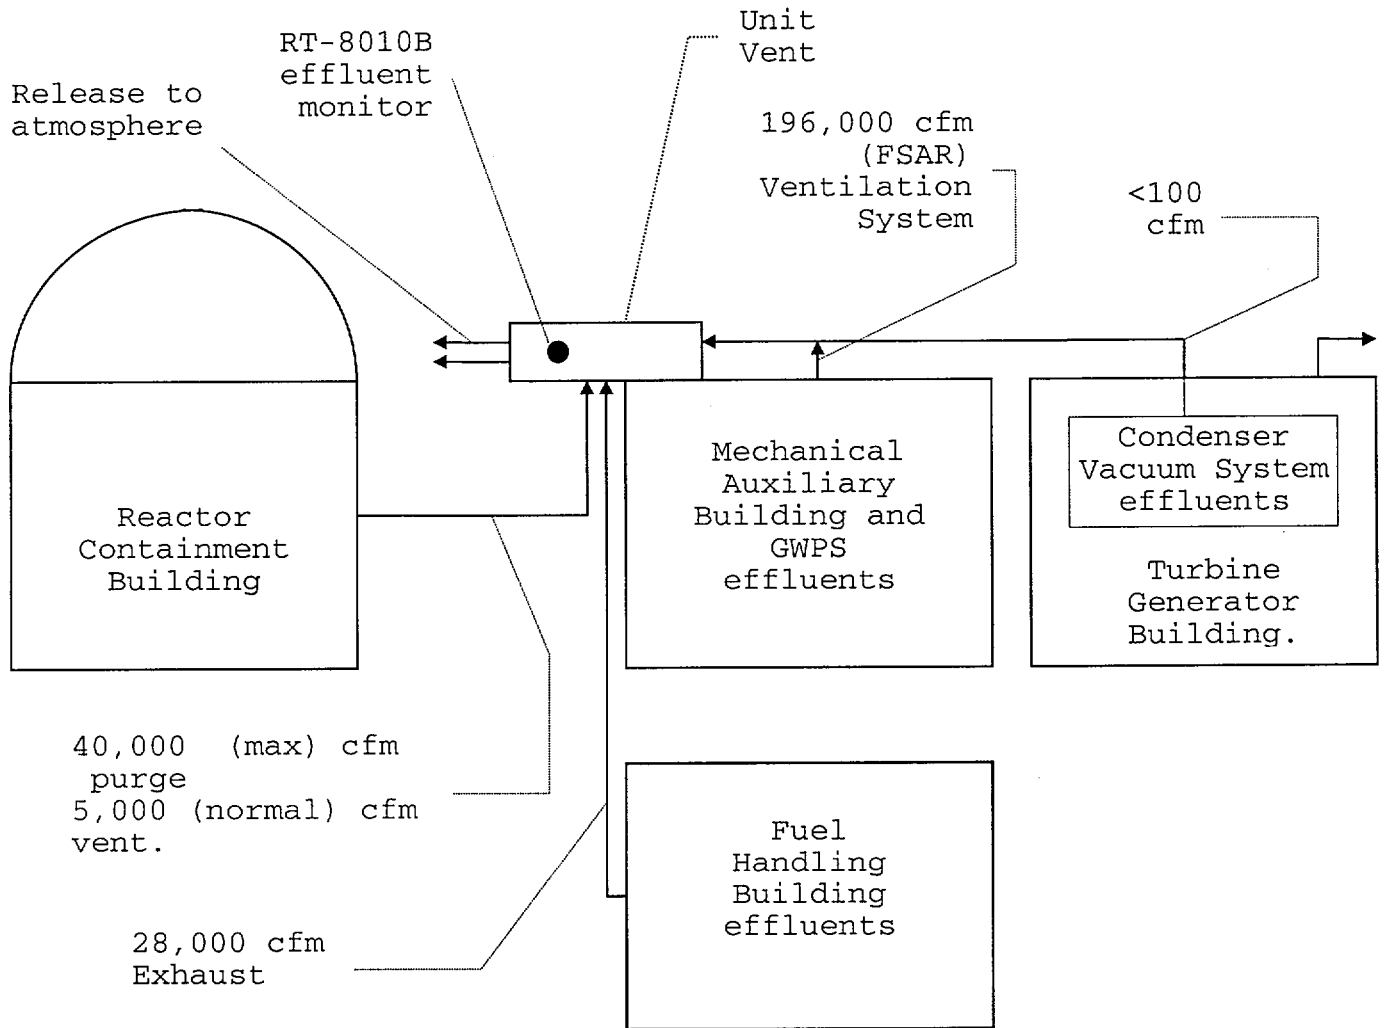 Unit
Vent
RT-8010B
effluent
monitor
Release to
atmosphere
196,000 cfm
(FSAR)
Ventilation
System
<100
cfm
Reactor
Containment
Building
Mechanical
Auxiliary
Building and
GWPS
effluents
Condenser
Vacuum System
effluents
Turbine
Generator
Building.
40,000 (max) cfm
purge
5,000 (normal) cfm
vent.
Fuel
Handling
Building
effluents
28,000 cfm
Exhaust